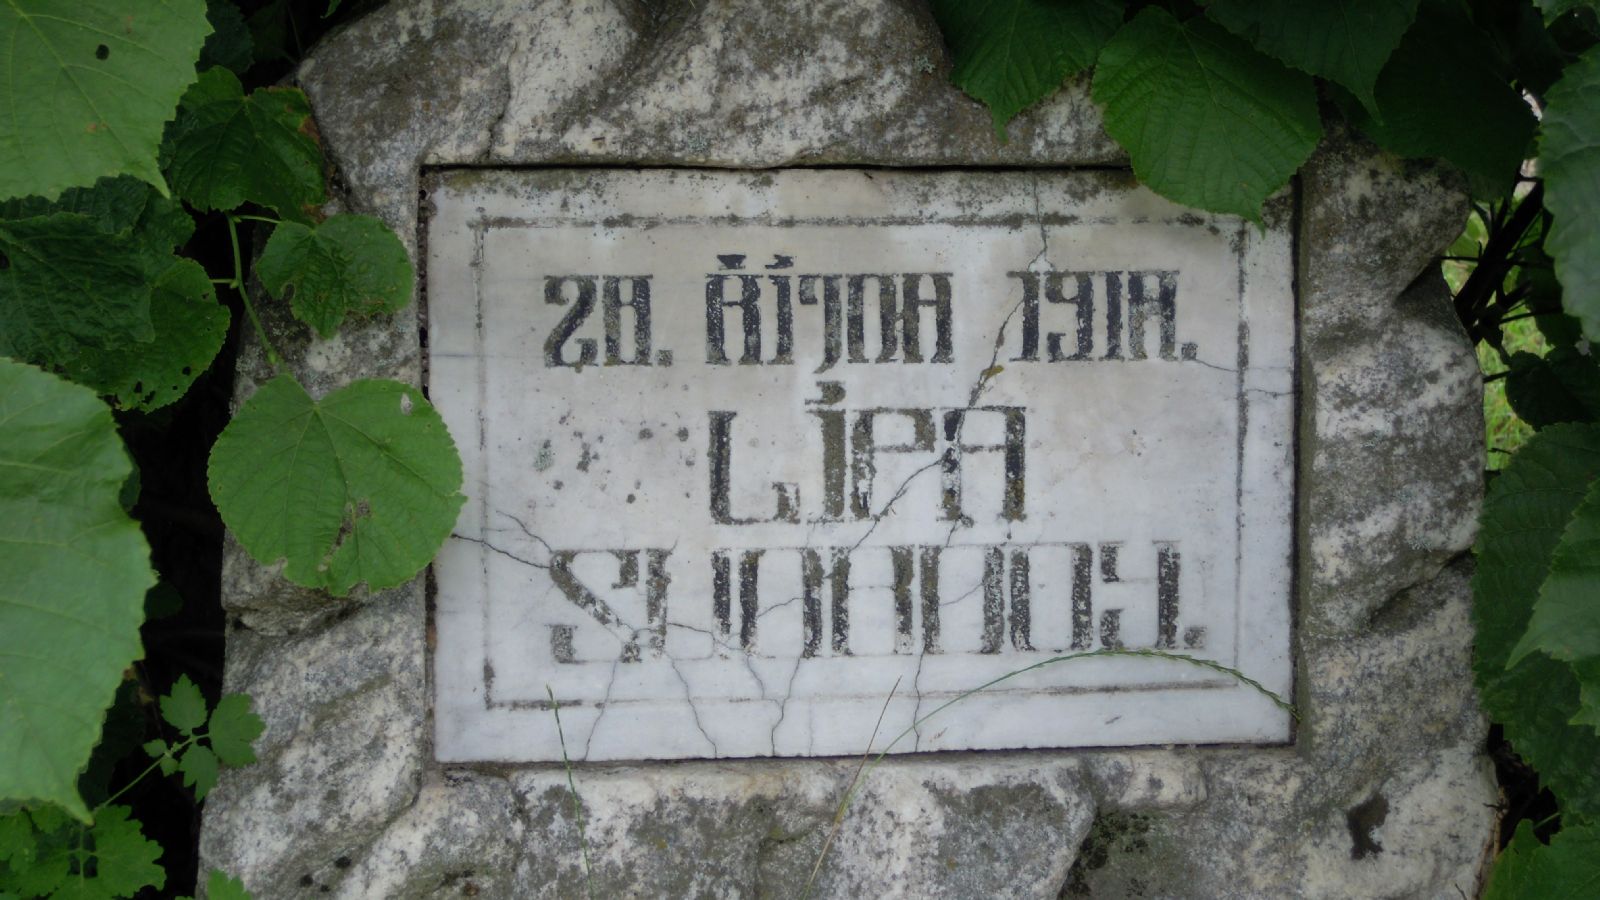 28. ŘÍJNA 1918.
LÍPA
SVOBODY.